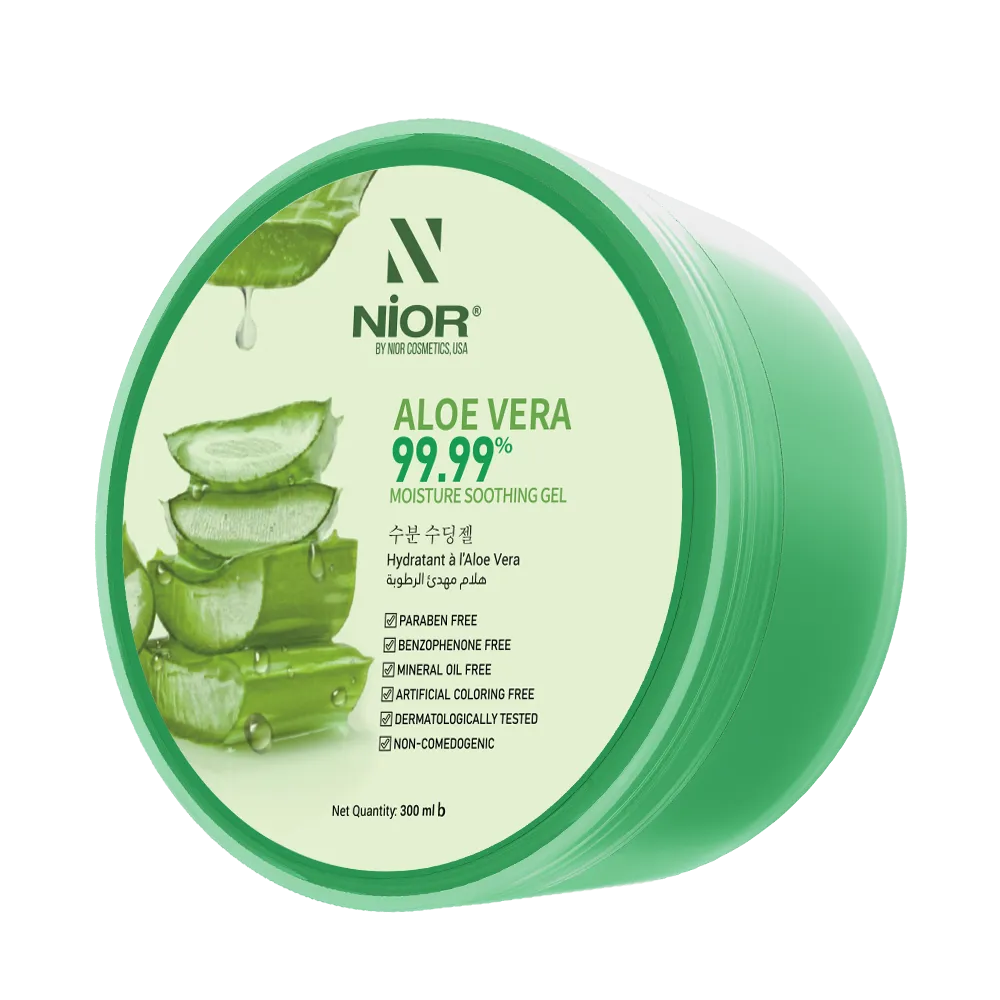 N
NiOR®
BY NIOR COSMETICS, USA
ALOE VERA
99.99%
MOISTURE SOOTHING GEL
수분 수딩젤
Hydratant à l'Aloe Vera
هلام مهدئ الرطوبة
PARABEN FREE
BENZOPHENONE FREE
MINERAL OIL FREE
ARTIFICIAL COLORING FREE
DERMATOLOGICALLY TESTED
NON-COMEDOGENIC
Net Quantity: 300 ml b